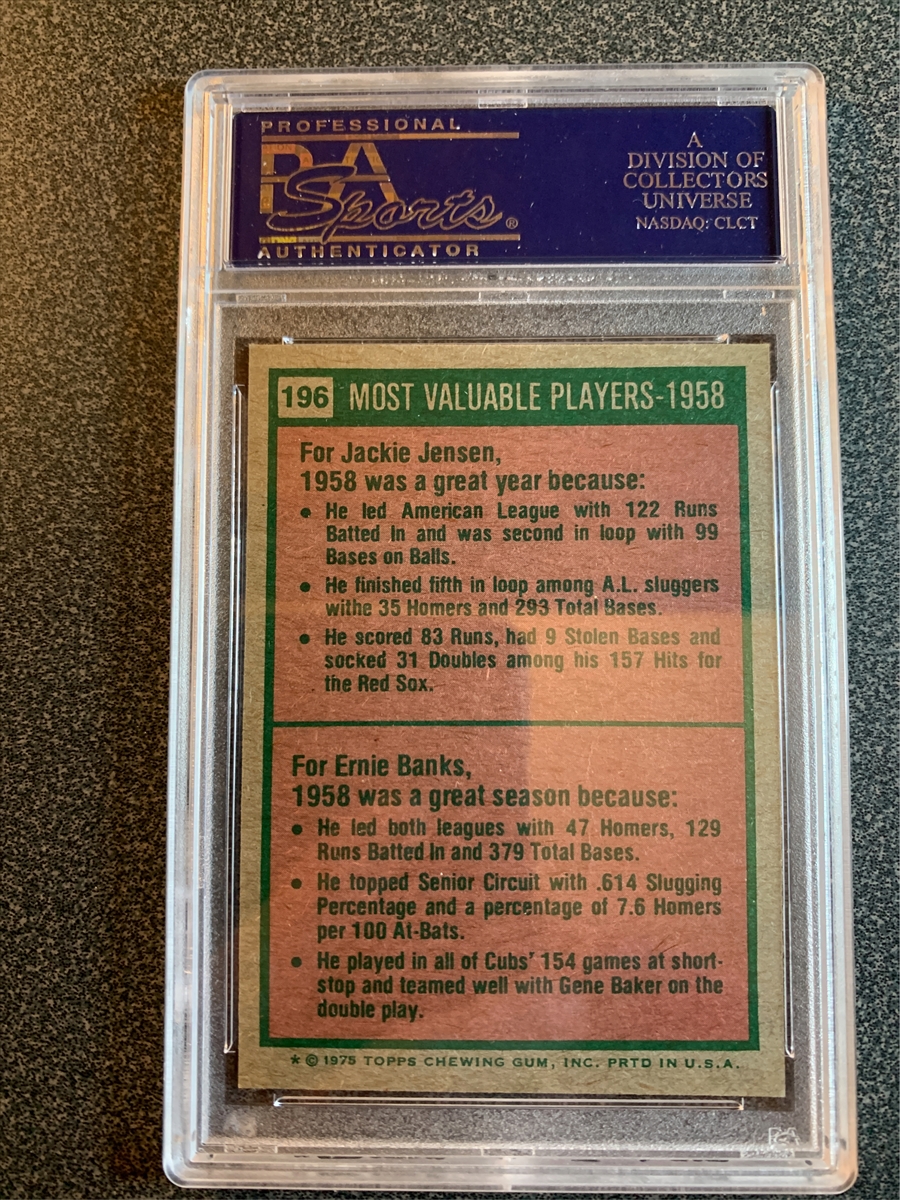 PROFESSIONAL
PSA
Sports®
AUTHENTICATOR
A
DIVISION OF
COLLECTORS
UNIVERSE
NASDAQ: CLCT
196 MOST VALUABLE PLAYERS-1958
For Jackie Jensen,
1958 was a great year because:
• He led American League with 122 Runs
Batted In and was second in loop with 99
Bases on Balls.
• He finished fifth in loop among A.L. sluggers
withe 35 Homers and 293 Total Bases.
• He scored 83 Runs, had 9 Stolen Bases and
socked 31 Doubles among his 157 Hits for
the Red Sox.
For Ernie Banks,
1958 was a great season because:
• He led both leagues with 47 Homers, 129
Runs Batted In and 379 Total Bases.
• He topped Senior Circuit with .614 Slugging
Percentage and a percentage of 7.6 Homers
per 100 At-Bats.
• He played in all of Cubs' 154 games at short-
stop and teamed well with Gene Baker on the
double play.
* © 1975 TOPPS CHEWING GUM, INC. PRTD IN U.S.A.